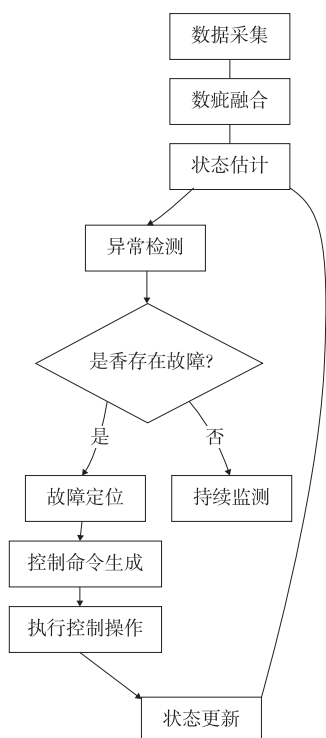 数据采集
数疵融合
状态估计
异常检测
是香存在故障?
是
否
故障定位
持续监测
控制命令生成
执行控制操作
状态更新